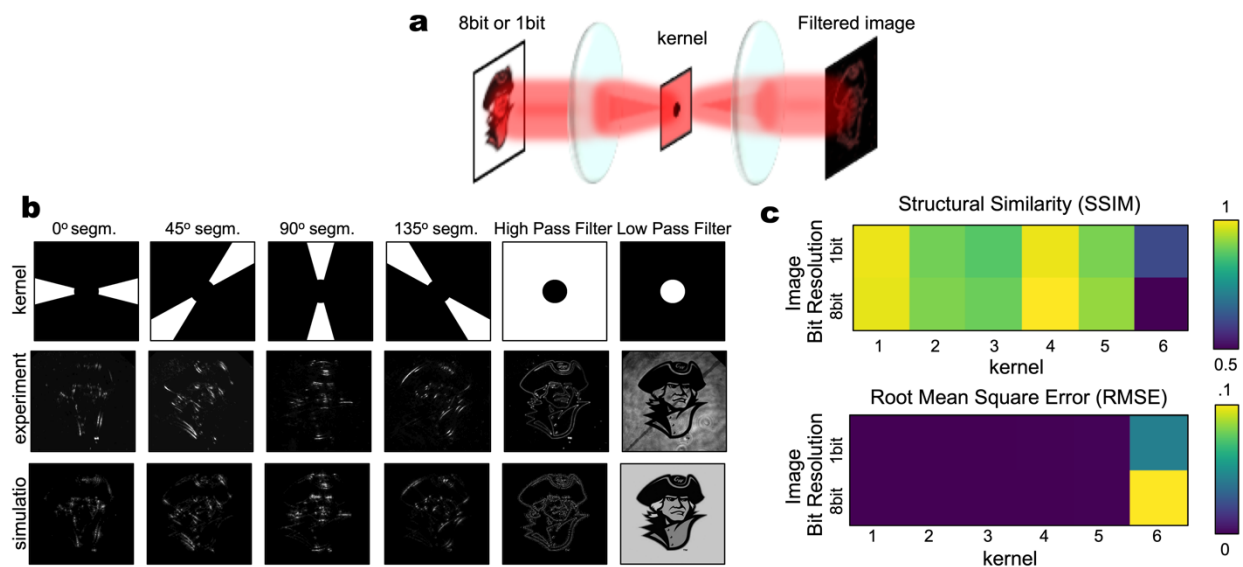 a
8bit or 1bit
kernel
Filtered image
b
0º segm.
45º segm.
90º segm.
135º segm.
High Pass Filter
Low Pass Filter
kernel
experiment
simulatio
c
Structural Similarity (SSIM)
Image
Bit Resolution
1bit
8bit
1 2 3 4 5 6
kernel
1
0.5
Root Mean Square Error (RMSE)
Image
Bit Resolution
1bit
8bit
1 2 3 4 5 6
kernel
.1
0